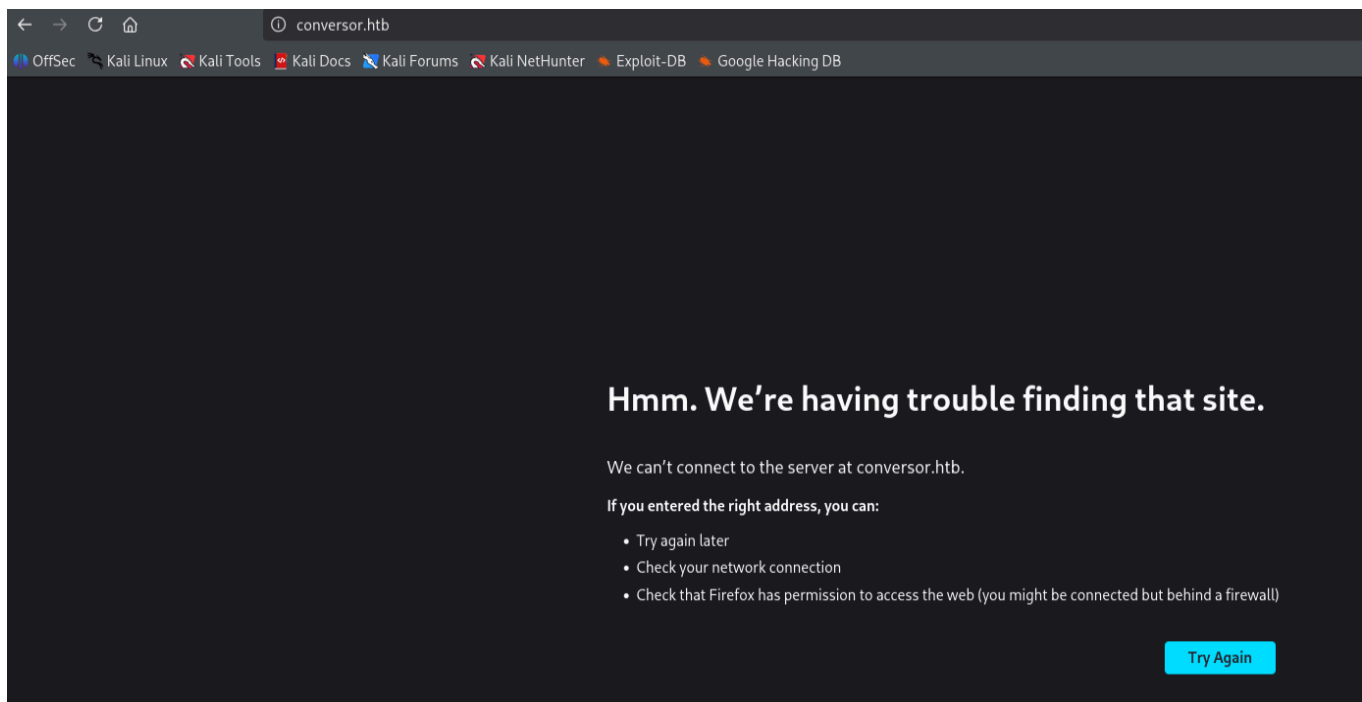 conversor.htb
OffSec Kali Linux Kali Tools Kali Docs Kali Forums Kali NetHunter Exploit-DB Google Hacking DB
Hmm. We’re having trouble finding that site.
We can’t connect to the server at conversor.htb.
If you entered the right address, you can:
• Try again later
• Check your network connection
• Check that Firefox has permission to access the web (you might be connected but behind a firewall)
Try Again